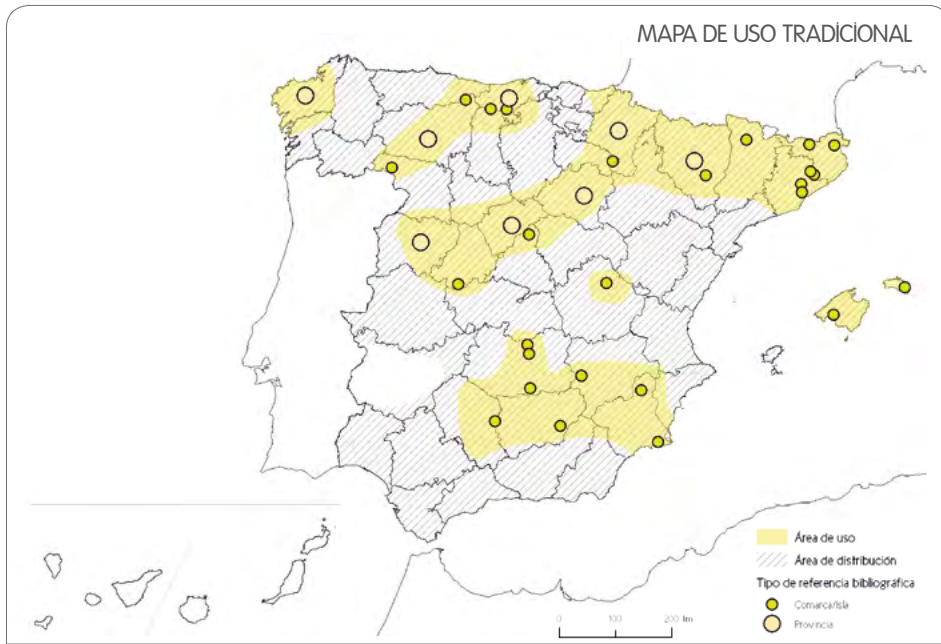 MAPA DE USO TRADICIONAL
Área de uso
Área de distribución
Tipo de referencia bibliográfica
Comarca/Isla
Provincia
0 100 200 km